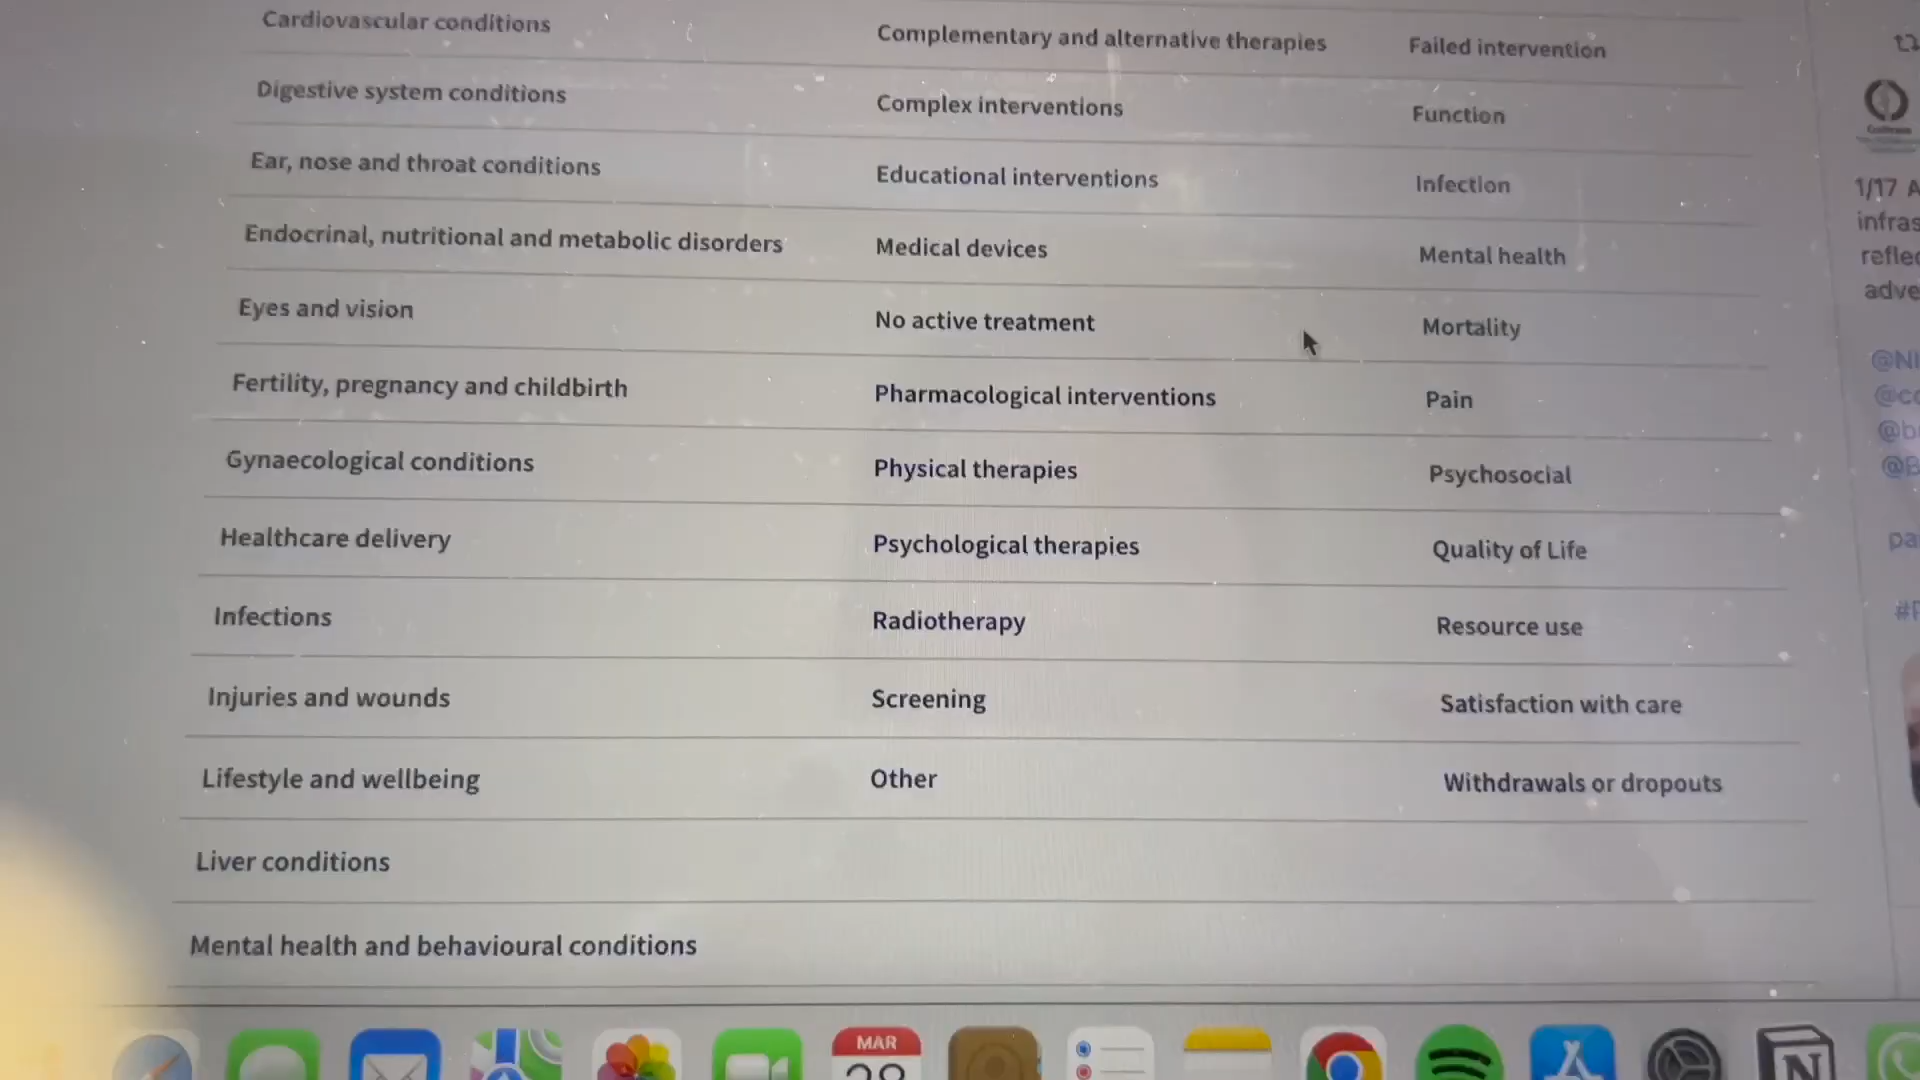 Cardiovascular conditions
Complementary and alternative therapies
Failed intervention
Digestive system conditions
Complex interventions
Function
Ear, nose and throat conditions
Educational interventions
Infection
Endocrinal, nutritional and metabolic disorders
Medical devices
Mental health
Eyes and vision
No active treatment
Mortality
Fertility, pregnancy and childbirth
Pharmacological interventions
Pain
Gynaecological conditions
Physical therapies
Psychosocial
Healthcare delivery
Psychological therapies
Quality of Life
Infections
Radiotherapy
Resource use
Injuries and wounds
Screening
Satisfaction with care
Lifestyle and wellbeing
Other
Withdrawals or dropouts
Liver conditions
Mental health and behavioural conditions
1/17 A
infras
reflec
adve
@NI
MAR
N